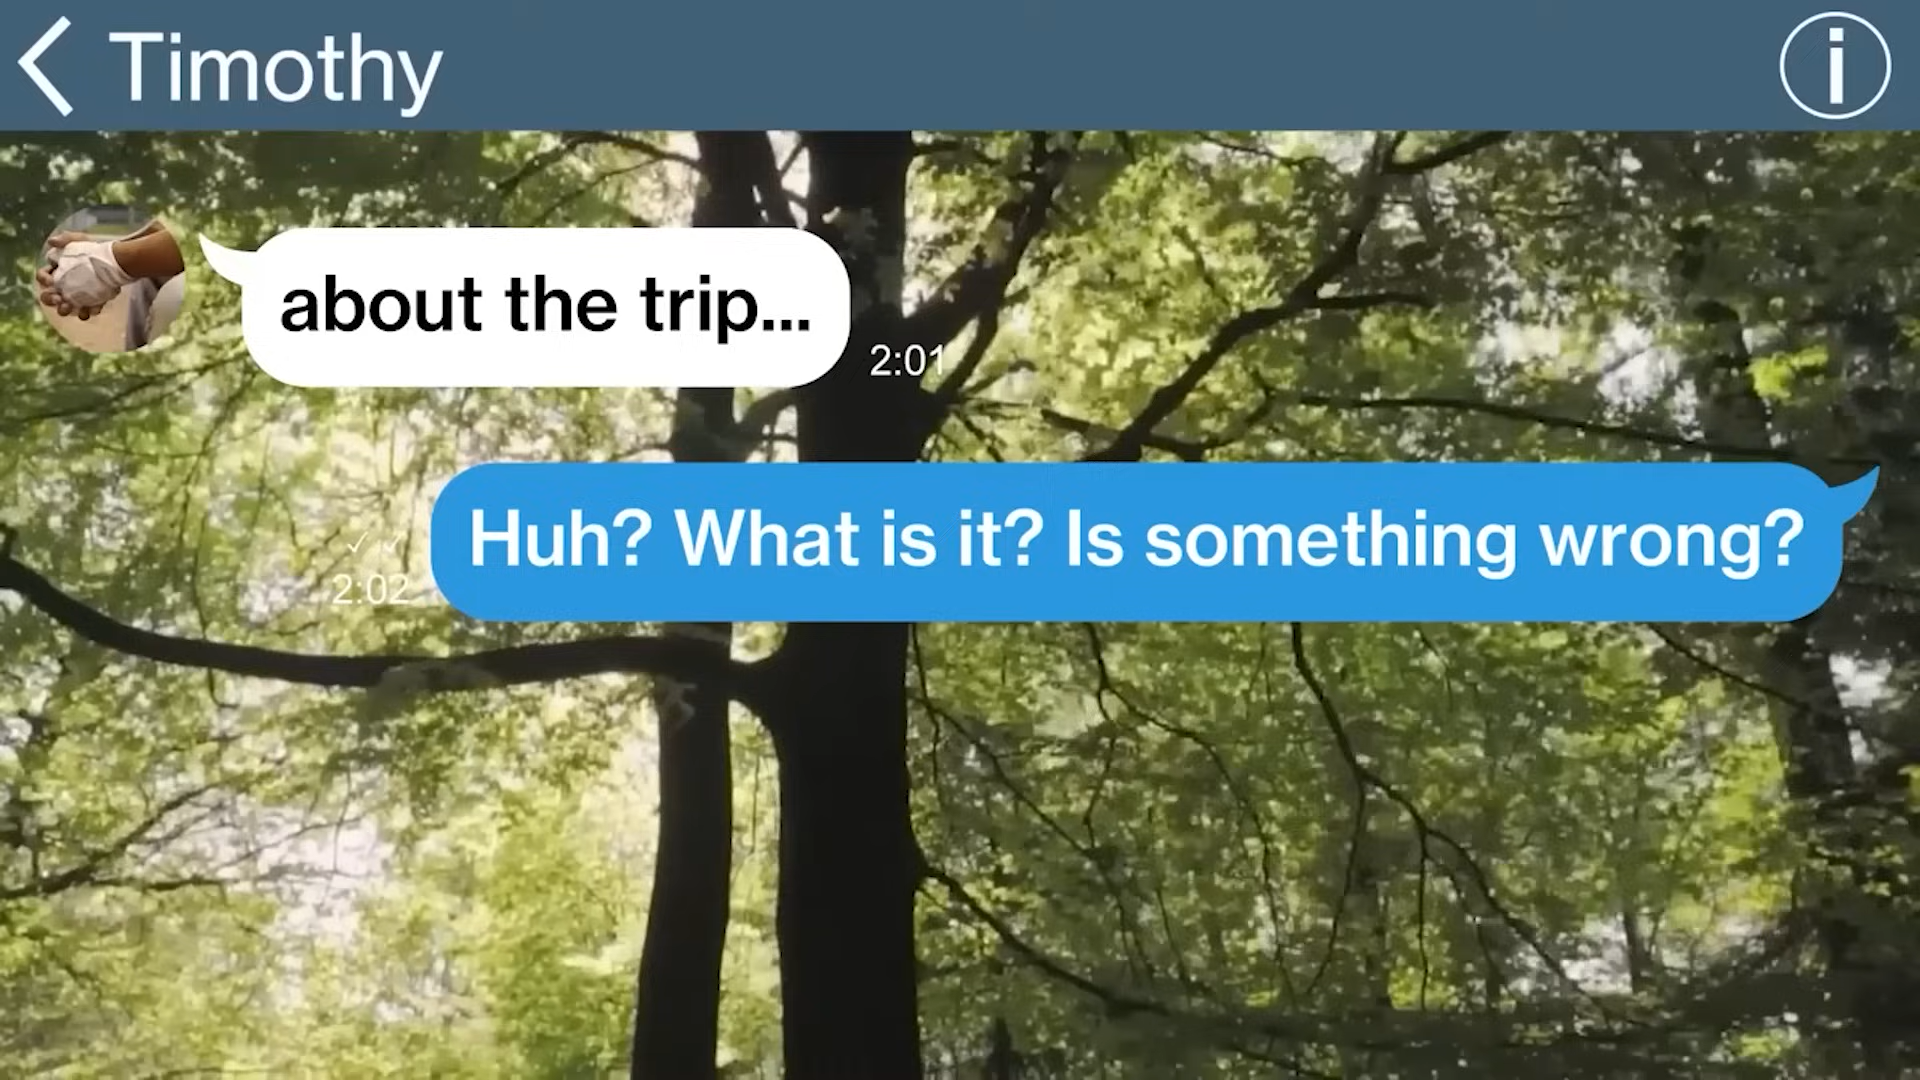 Timothy
about the trip...
2:01
Huh? What is it? Is something wrong?
2:02